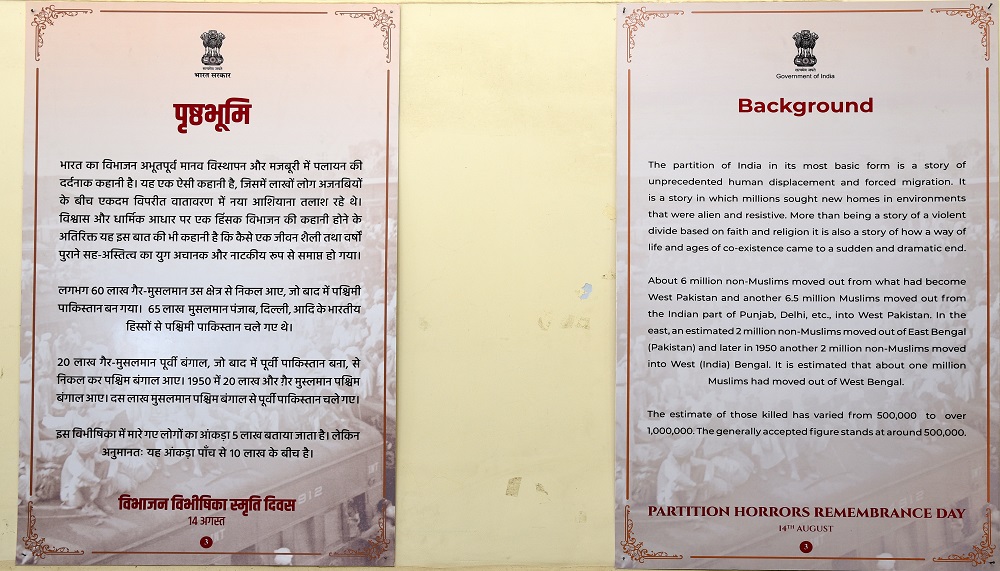 सत्यमेव जयते
भारत सरकार
पृष्ठभूमि
भारत का विभाजन अभूतपूर्व मानव विस्थापन और मजबूरी में पलायन की
दर्दनाक कहानी है। यह एक ऐसी कहानी है, जिसमें लाखों लोग अजनबियों
के बीच एकदम विपरीत वातावरण में नया आशियाना तलाश रहे थे।
विश्वास और धार्मिक आधार पर एक हिंसक विभाजन की कहानी होने के
अतिरिक्त यह इस बात की भी कहानी है कि कैसे एक जीवन शैली तथा वर्षों
पुराने सह-अस्तित्व का युग अचानक और नाटकीय रूप से समाप्त हो गया।
लगभग 60 लाख गैर-मुसलमान उस क्षेत्र से निकल आए, जो बाद में पश्चिमी
पाकिस्तान बन गया। 65 लाख मुसलमान पंजाब, दिल्ली, आदि के भारतीय
हिस्सों से पश्चिमी पाकिस्तान चले गए थे।
20 लाख गैर-मुसलमान पूर्वी बंगाल, जो बाद में पूर्वी पाकिस्तान बना, से
निकल कर पश्चिम बंगाल आए। 1950 में 20 लाख और ग़ैर मुस्लमान पश्चिम
बंगाल आए। दस लाख मुसलमान पश्चिम बंगाल से पूर्वी पाकिस्तान चले गए।
इस विभीषिका में मारे गए लोगों का आंकड़ा 5 लाख बताया जाता है। लेकिन
अनुमानतः यह आंकड़ा पाँच से 10 लाख के बीच है।
विभाजन विभीषिका स्मृति दिवस
14 अगस्त
3
सत्यमेव जयते
Government of India
Background
The partition of India in its most basic form is a story of
unprecedented human displacement and forced migration. It
is a story in which millions sought new homes in environments
that were alien and resistive. More than being a story of a violent
divide based on faith and religion it is also a story of how a way of
life and ages of co-existence came to a sudden and dramatic end.
About 6 million non-Muslims moved out from what had become
West Pakistan and another 6.5 million Muslims moved out from
the Indian part of Punjab, Delhi, etc., into West Pakistan. In the
east, an estimated 2 million non-Muslims moved out of East Bengal
(Pakistan) and later in 1950 another 2 million non-Muslims moved
into West (India) Bengal. It is estimated that about one million
Muslims had moved out of West Bengal.
The estimate of those killed has varied from 500,000 to over
1,000,000. The generally accepted figure stands at around 500,000.
PARTITION HORRORS REMEMBRANCE DAY
14TH AUGUST
3